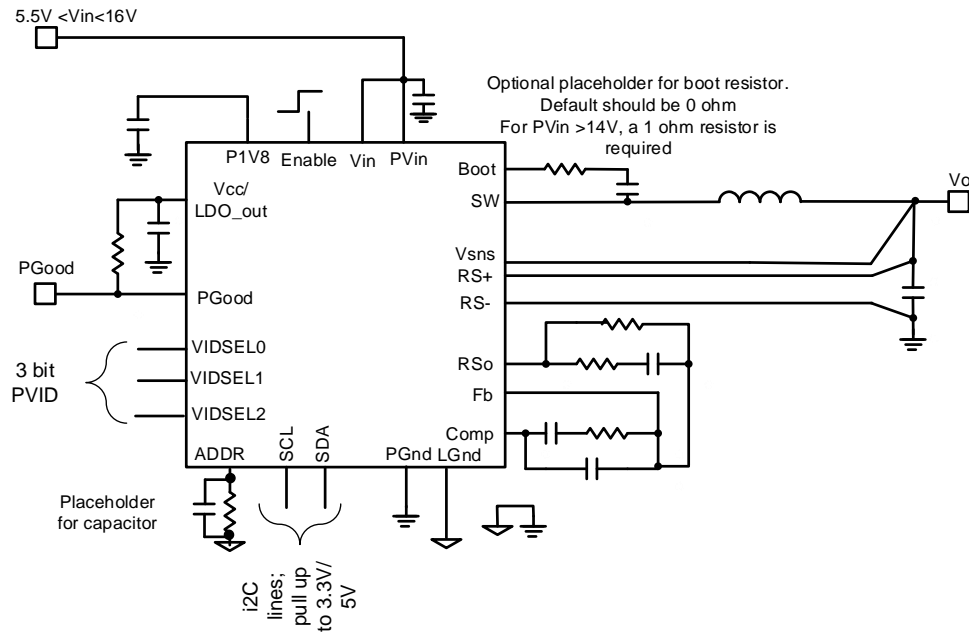 5.5V <Vin<16V
Optional placeholder for boot resistor.
Default should be 0 ohm
For PVin >14V, a 1 ohm resistor is
required
P1V8
Enable
Vin
PVin
Boot
SW
Vo
Vcc/
LDO_out
Vsns
RS+
RS-
PGood
PGood
VIDSEL0
VIDSEL1
VIDSEL2
3 bit
PVID
RSo
Fb
Comp
ADDR
SCL
SDA
PGnd
LGnd
Placeholder
for capacitor
i2C
lines;
pull up
to 3.3V/
5V